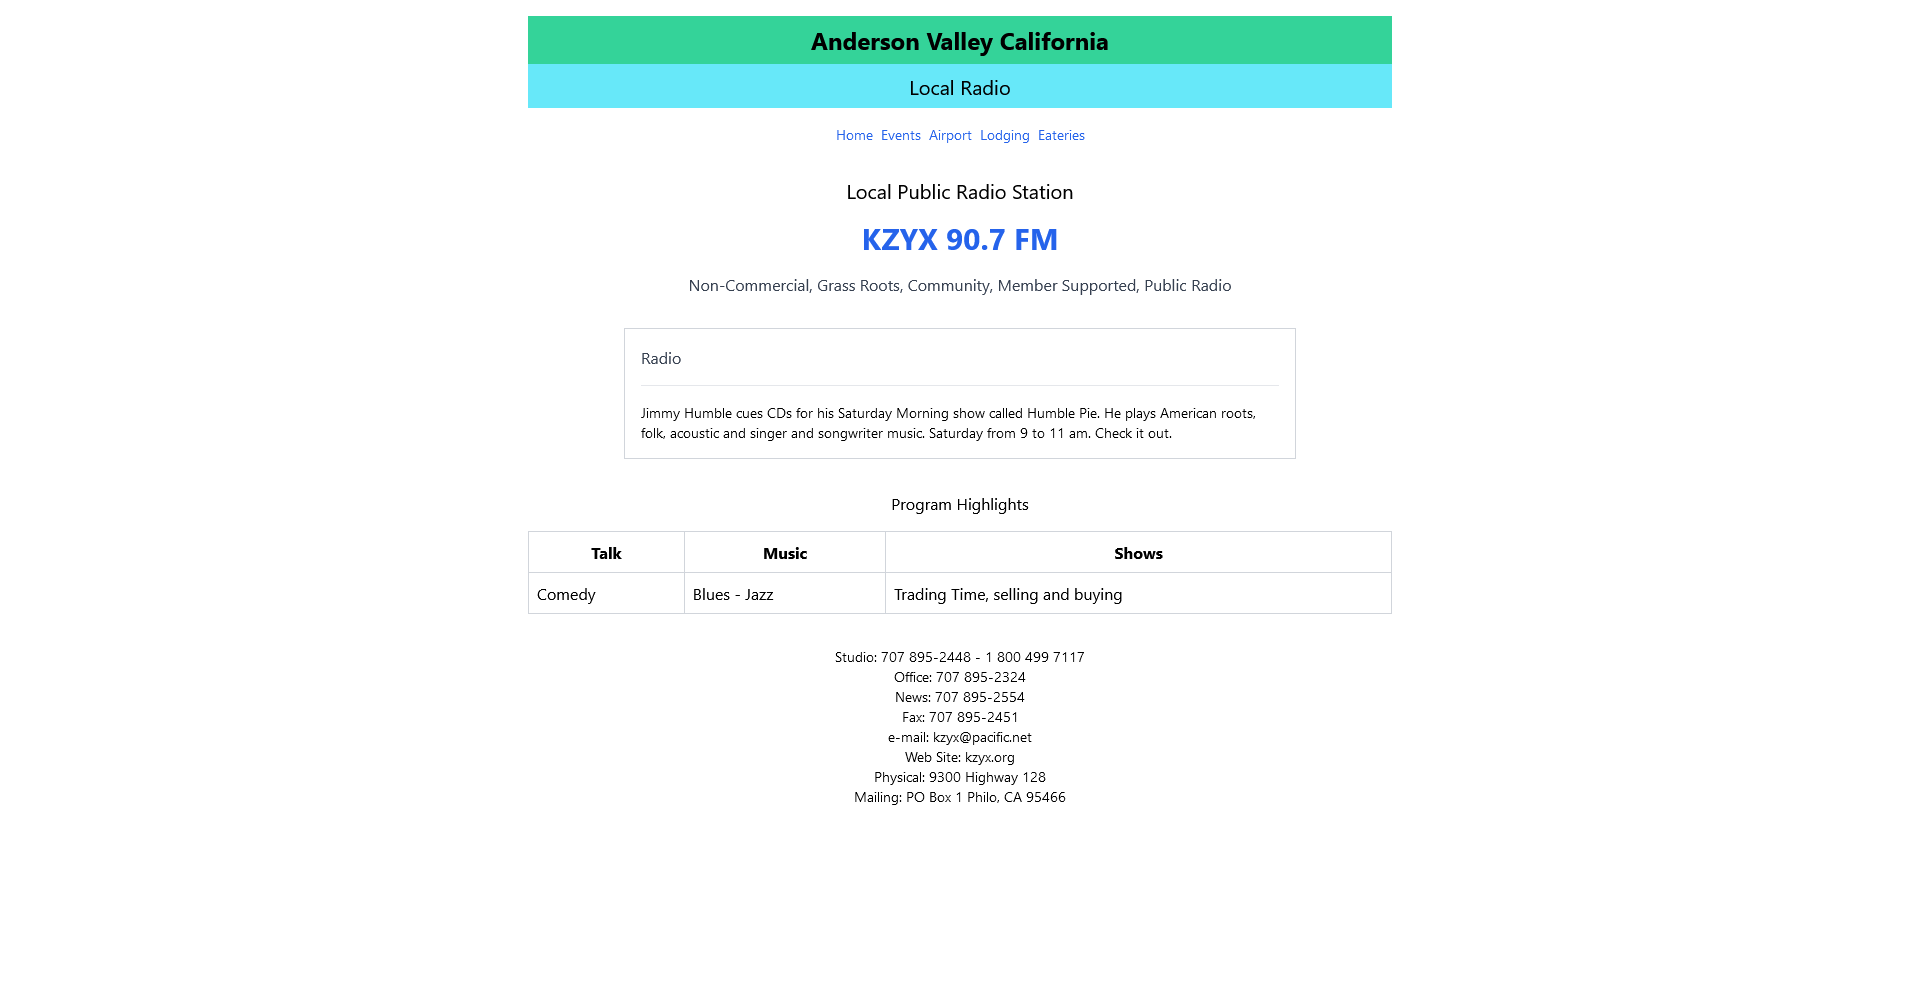 Anderson Valley California
Local Radio
Home Events Airport Lodging Eateries
Local Public Radio Station
KZYX 90.7 FM
Non-Commercial, Grass Roots, Community, Member Supported, Public Radio
Radio
Jimmy Humble cues CDs for his Saturday Morning show called Humble Pie. He plays American roots,
folk, acoustic and singer and songwriter music. Saturday from 9 to 11 am. Check it out.
Program Highlights
Talk Music Shows
Comedy Blues - Jazz Trading Time, selling and buying
Studio: 707 895-2448 - 1 800 499 7117
Office: 707 895-2324
News: 707 895-2554
Fax: 707 895-2451
e-mail: kzyx@pacific.net
Web Site: kzyx.org
Physical: 9300 Highway 128
Mailing: PO Box 1 Philo, CA 95466